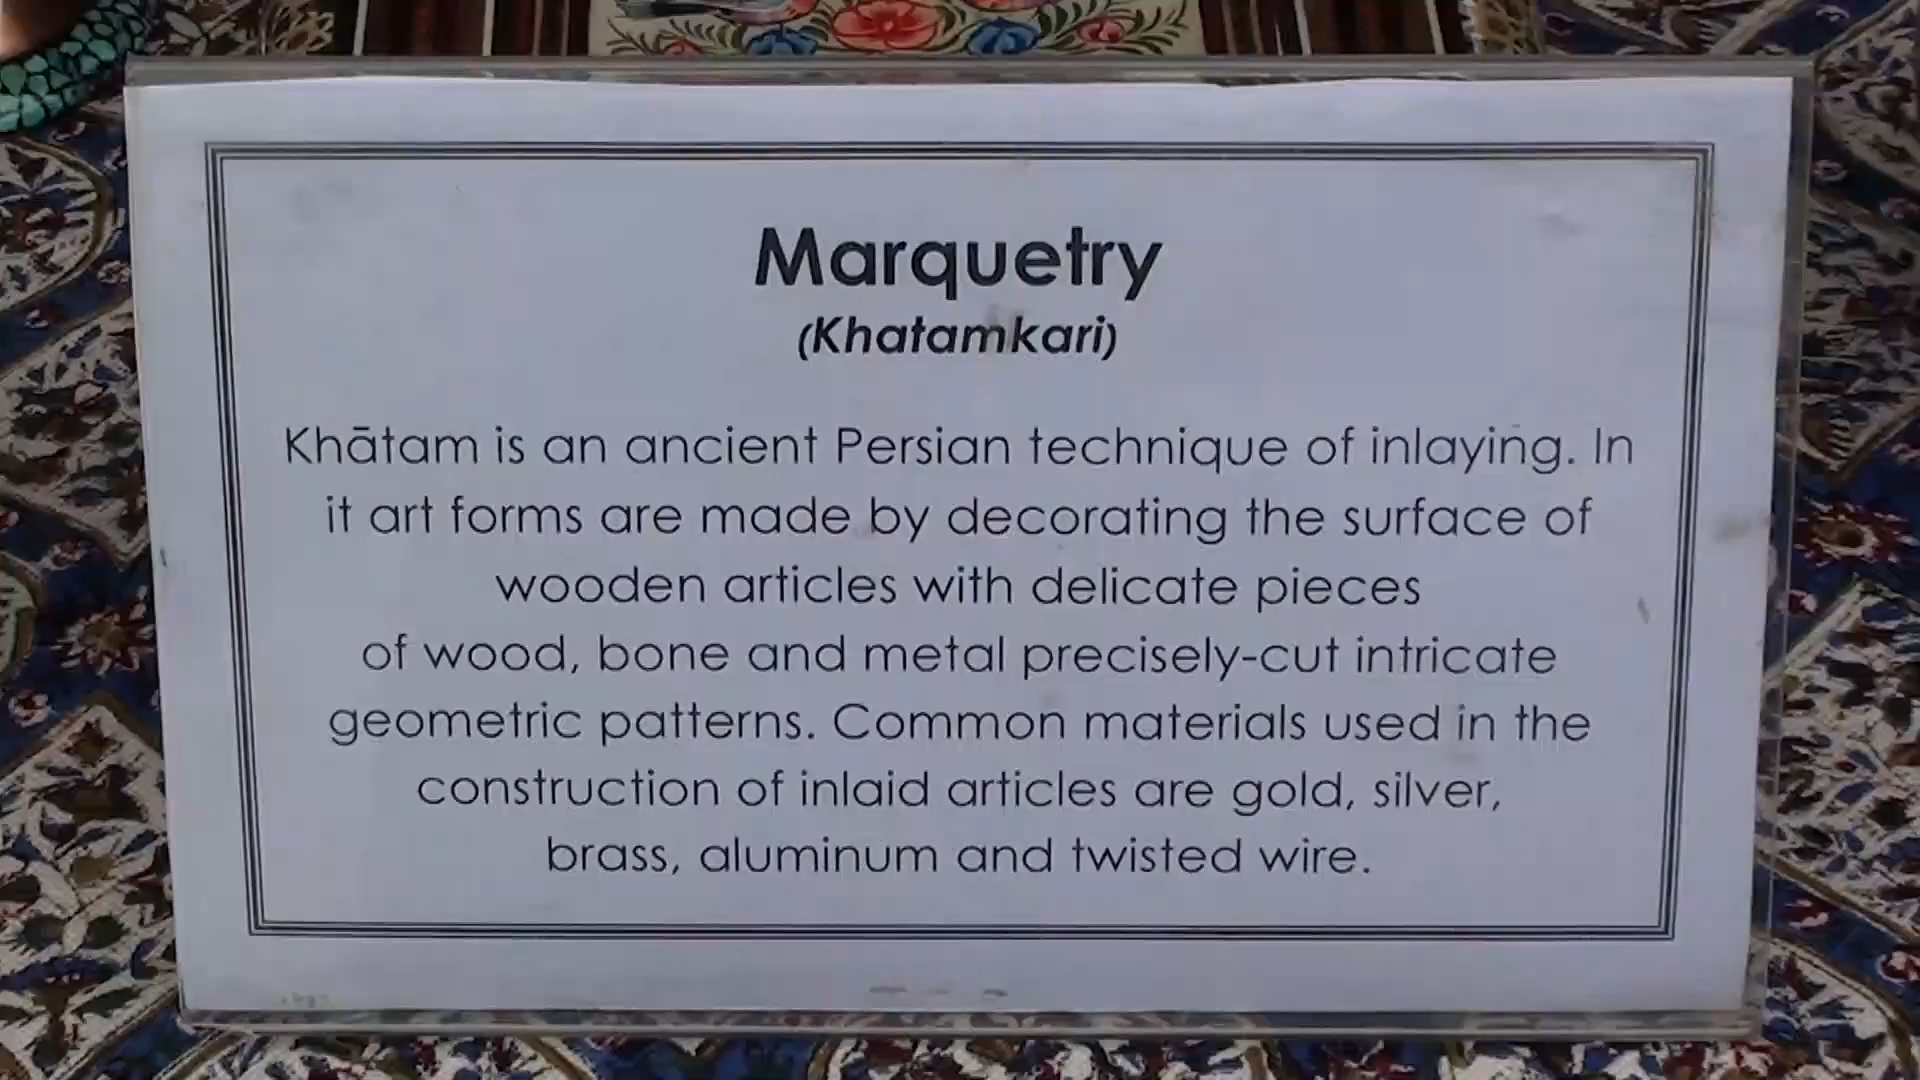 Marquetry
(Khatamkari)
Khātam is an ancient Persian technique of inlaying. In
it art forms are made by decorating the surface of
wooden articles with delicate pieces
of wood, bone and metal precisely-cut intricate
geometric patterns. Common materials used in the
construction of inlaid articles are gold, silver,
brass, aluminum and twisted wire.